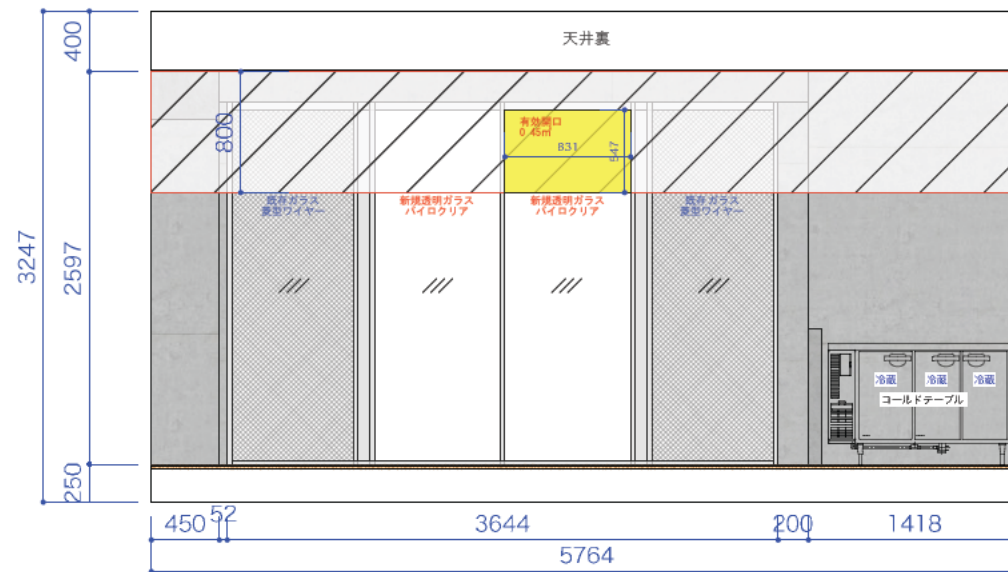 天井裏
400
800
有効開口
0.45㎡
831
547
既存ガラス
菱型ワイヤー
新規透明ガラス
パイロクリア
新規透明ガラス
パイロクリア
既存ガラス
菱型ワイヤー
3247
2597
冷蔵
冷蔵
冷蔵
コールドテーブル
250
450
52
3644
200
1418
5764